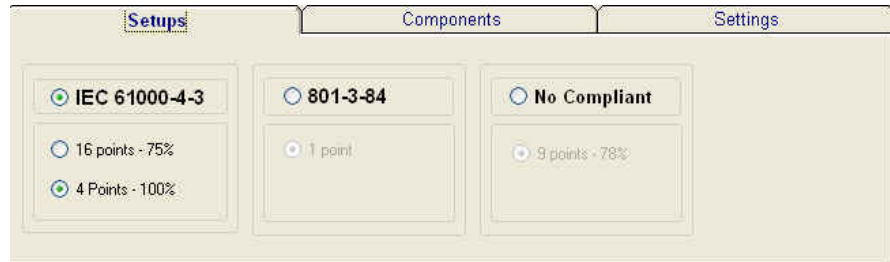 Setups Components Settings
IEC 61000-4-3 801-3-84 No Compliant
16 points - 75% 1 point 9 points - 78%
4 Points - 100%